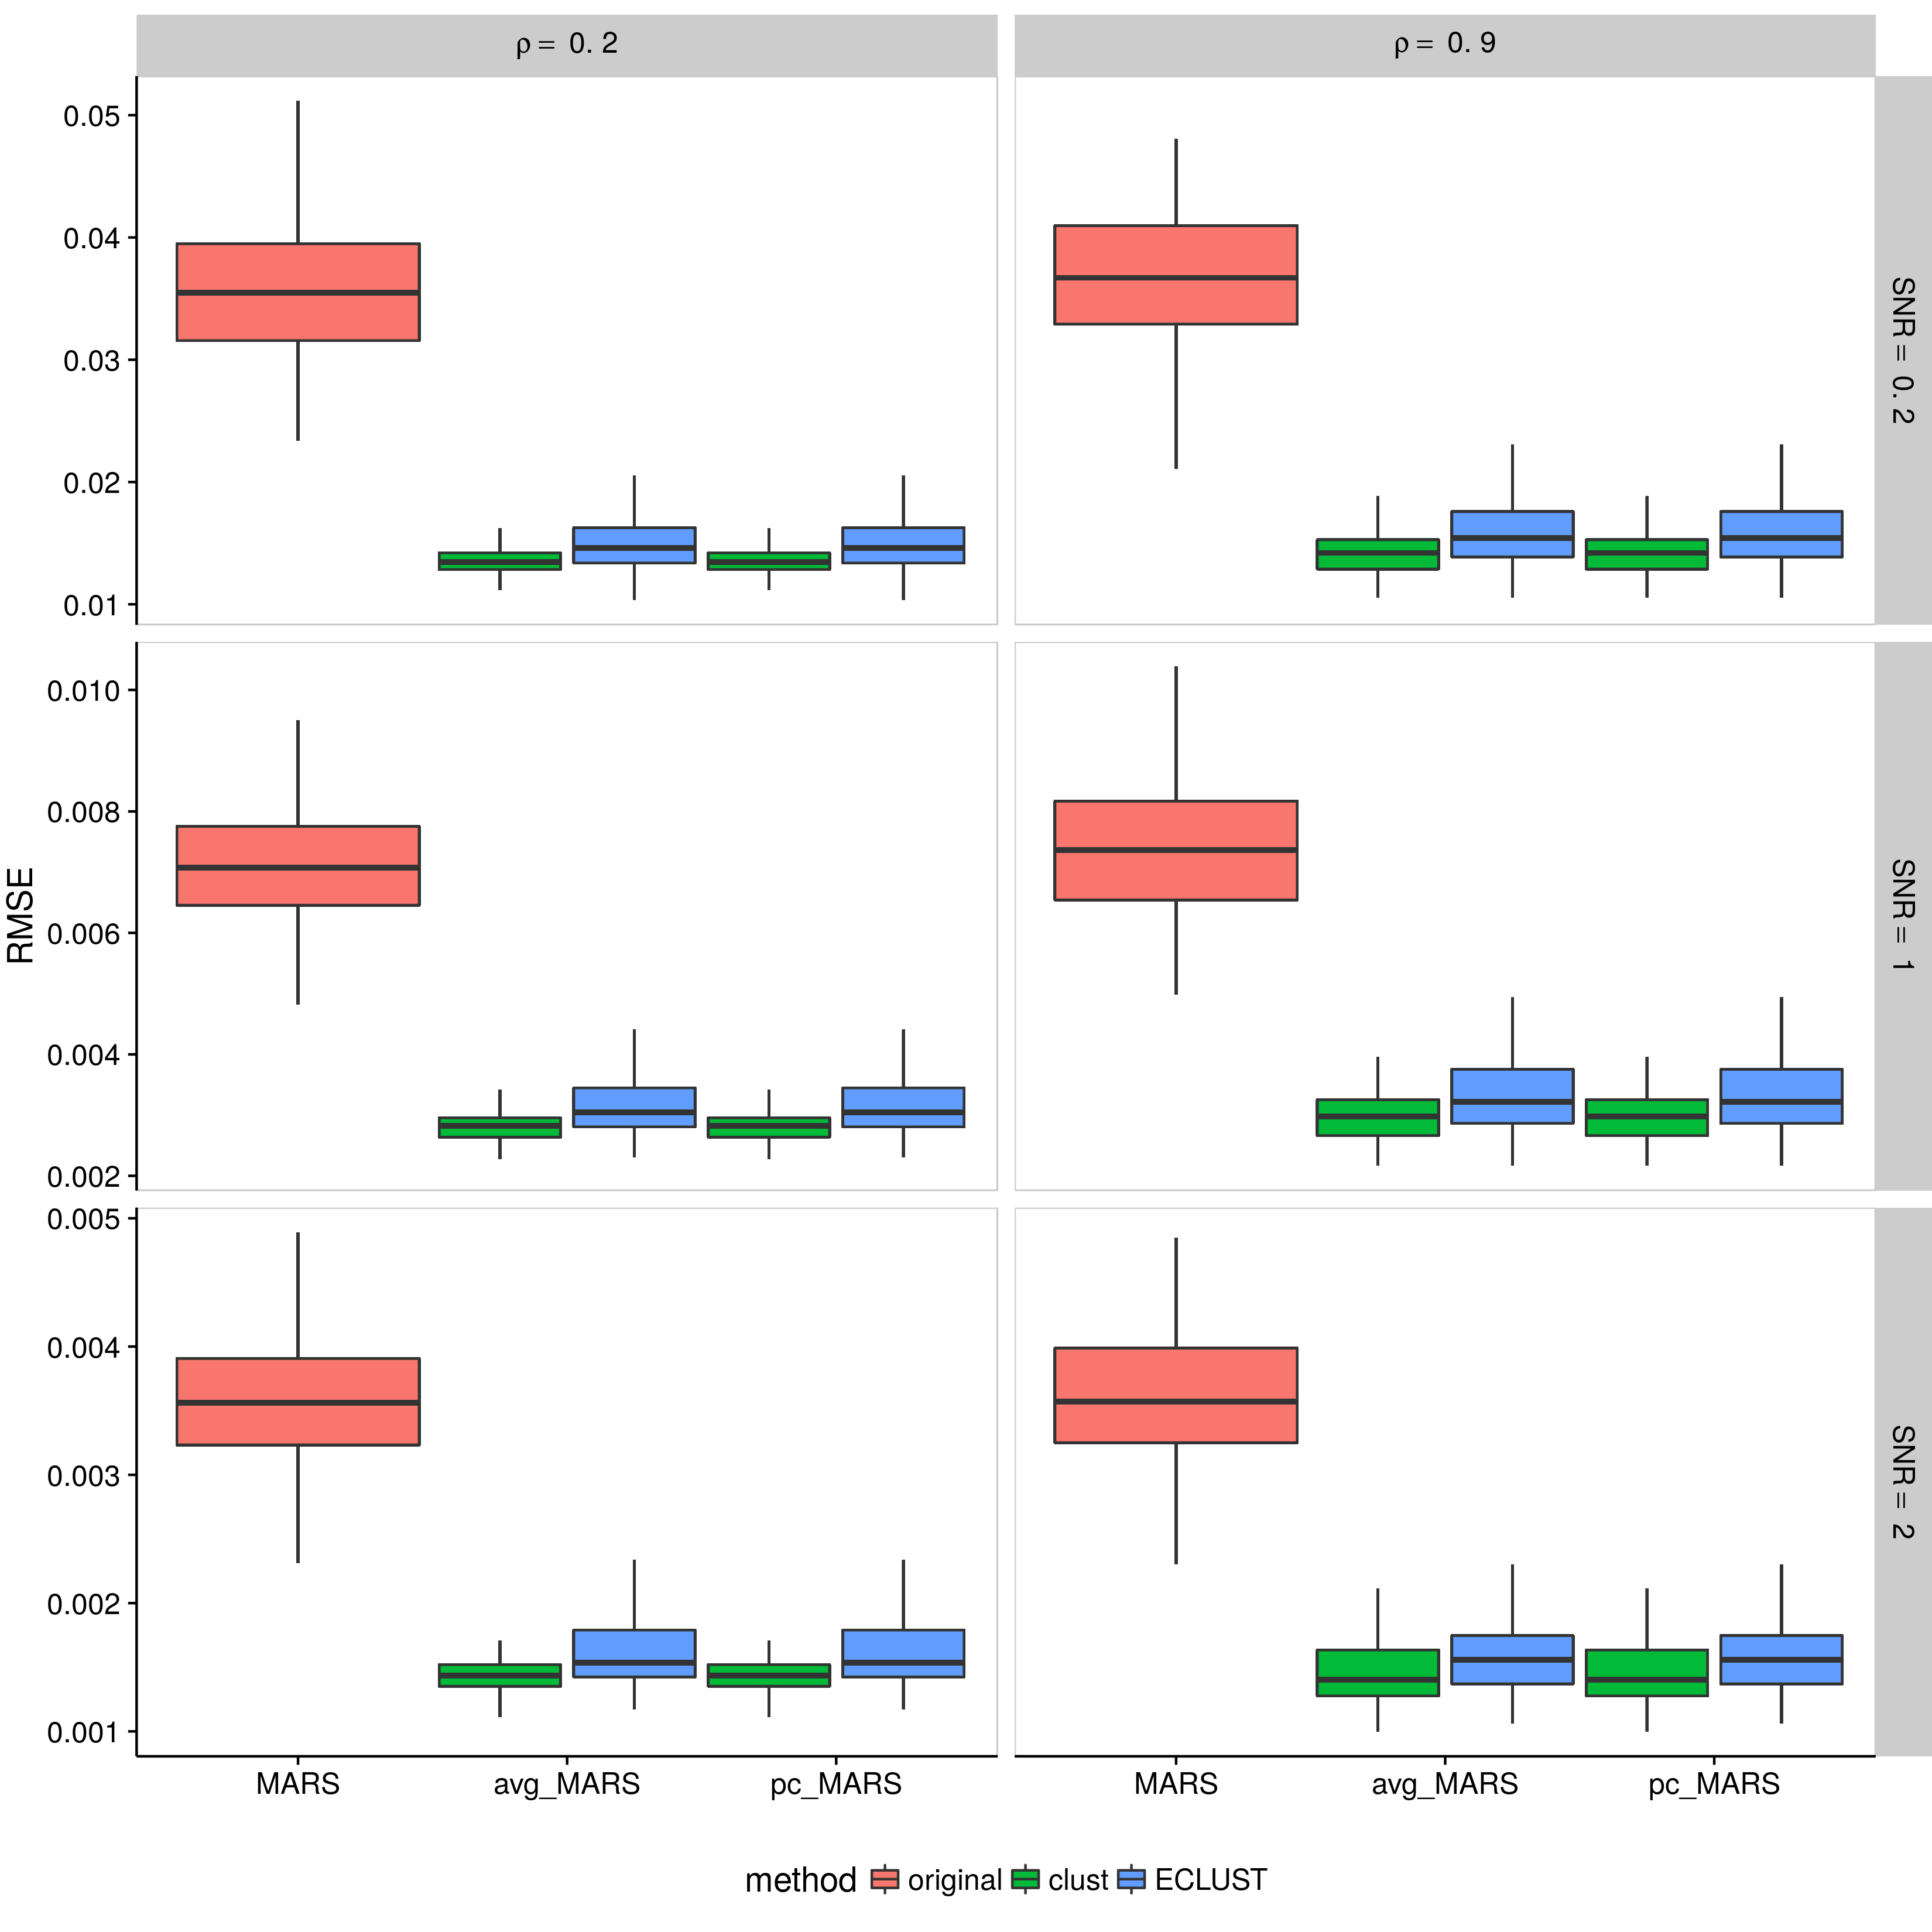 ρ = 0. 2
ρ = 0. 9
0.05
0.04
0.03
0.02
0.01
SNR = 0. 2
RMSE
0.010
0.008
0.006
0.004
0.002
SNR = 1
0.005
0.004
0.003
0.002
0.001
SNR = 2
MARS avg_MARS pc_MARS
MARS avg_MARS pc_MARS
method original clust ECLUST